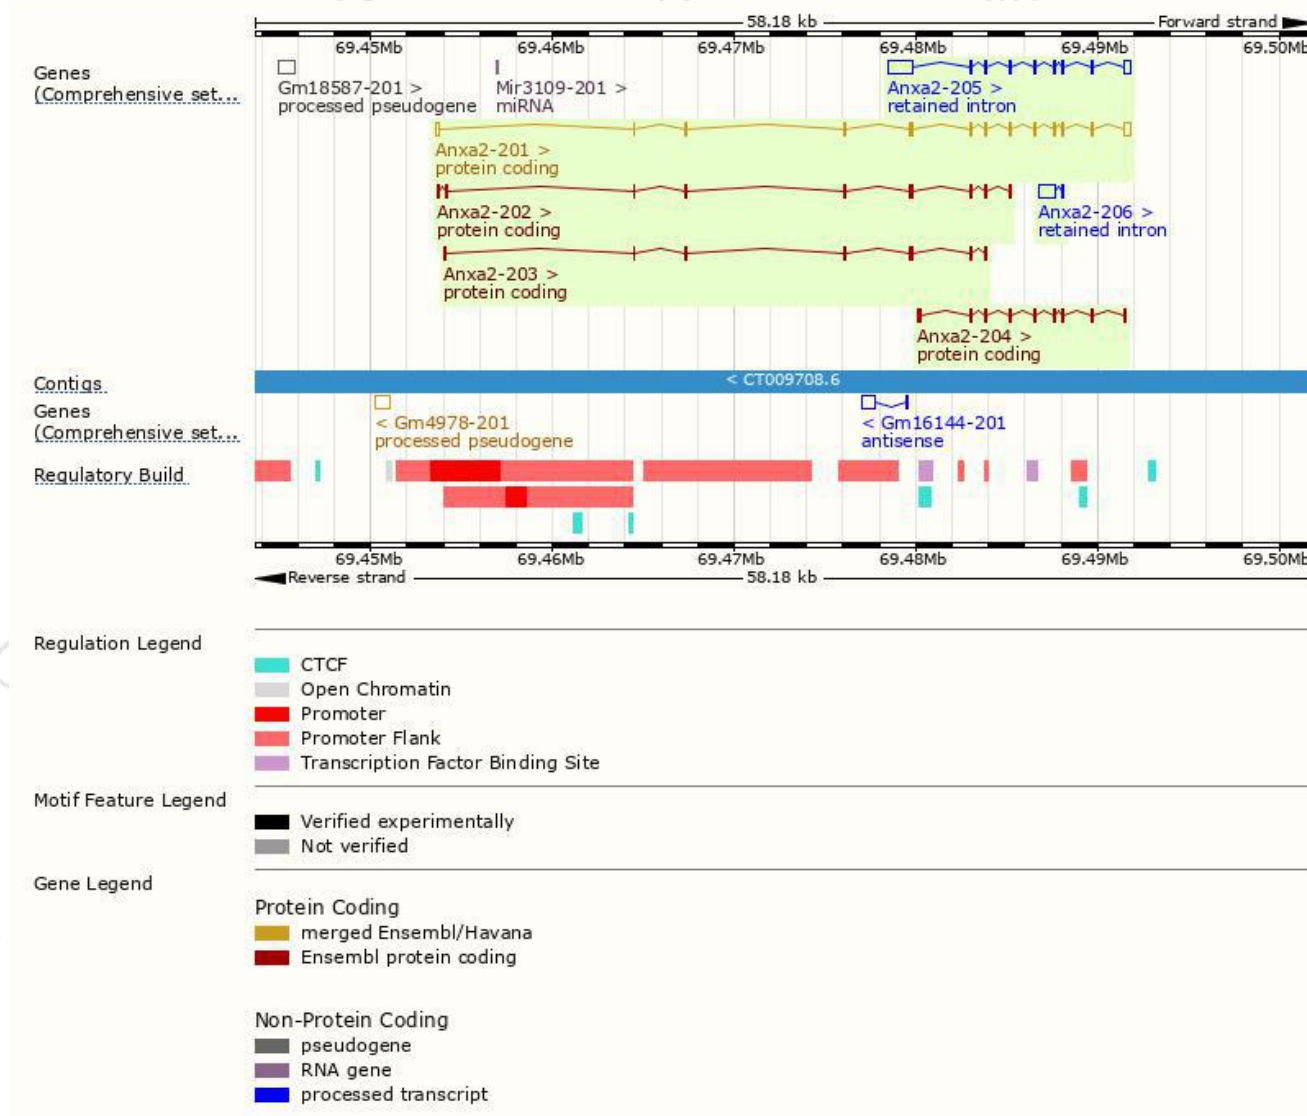 58.18 kb Forward strand
69.45Mb 69.46Mb 69.47Mb 69.48Mb 69.49Mb 69.50Mb
Genes
(Comprehensive set...
Gm18587-201 >
processed pseudogene
Mir3109-201 >
miRNA
Anxa2-205 >
retained intron
Anxa2-201 >
protein coding
Anxa2-202 >
protein coding
Anxa2-206 >
retained intron
Anxa2-203 >
protein coding
Anxa2-204 >
protein coding
Contigs
< CT009708.6
Genes
(Comprehensive set...
< Gm4978-201
processed pseudogene
< Gm16144-201
antisense
Regulatory Build
69.45Mb 69.46Mb 69.47Mb 69.48Mb 69.49Mb 69.50Mb
Reverse strand 58.18 kb
Regulation Legend
CTCF
Open Chromatin
Promoter
Promoter Flank
Transcription Factor Binding Site
Motif Feature Legend
Verified experimentally
Not verified
Gene Legend
Protein Coding
merged Ensembl/Havana
Ensembl protein coding
Non-Protein Coding
pseudogene
RNA gene
processed transcript